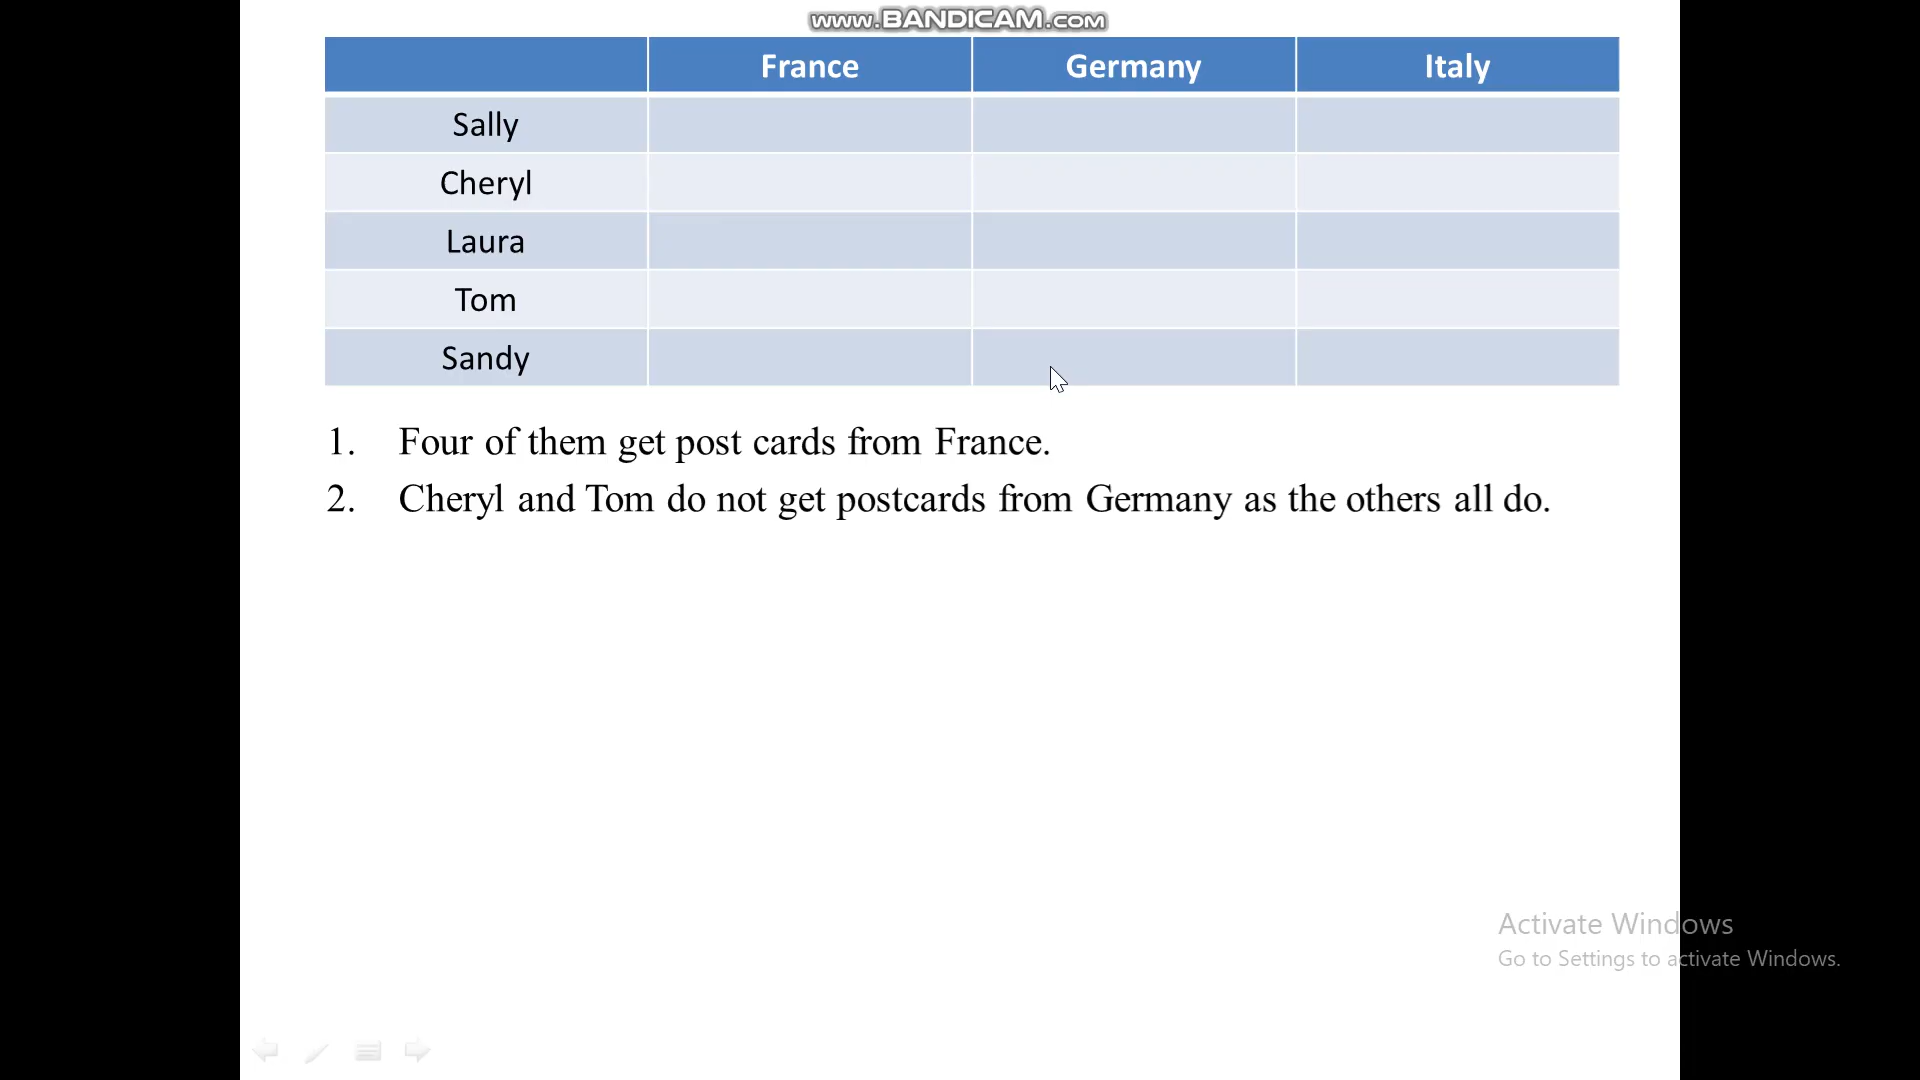 www.BANDICAM.com
France Germany Italy
Sally
Cheryl
Laura
Tom
Sandy
1. Four of them get post cards from France.
2. Cheryl and Tom do not get postcards from Germany as the others all do.
Activate Windows
Go to Settings to activate Windows.